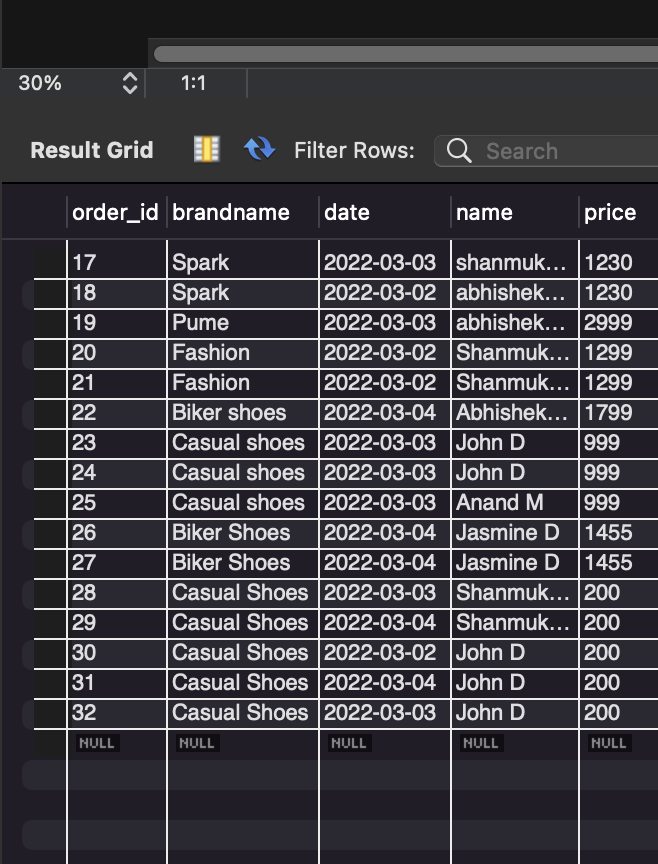 30% 1:1
Result Grid Filter Rows: Search
order_id brandname date name price
17 Spark 2022-03-03 shanmuk... 1230
18 Spark 2022-03-02 abhishek... 1230
19 Pume 2022-03-03 abhishek... 2999
20 Fashion 2022-03-02 Shanmuk... 1299
21 Fashion 2022-03-02 Shanmuk... 1299
22 Biker shoes 2022-03-04 Abhishek... 1799
23 Casual shoes 2022-03-03 John D 999
24 Casual shoes 2022-03-03 John D 999
25 Casual shoes 2022-03-03 Anand M 999
26 Biker Shoes 2022-03-04 Jasmine D 1455
27 Biker Shoes 2022-03-04 Jasmine D 1455
28 Casual Shoes 2022-03-03 Shanmuk... 200
29 Casual Shoes 2022-03-04 Shanmuk... 200
30 Casual Shoes 2022-03-02 John D 200
31 Casual Shoes 2022-03-04 John D 200
32 Casual Shoes 2022-03-03 John D 200
NULL NULL NULL NULL NULL